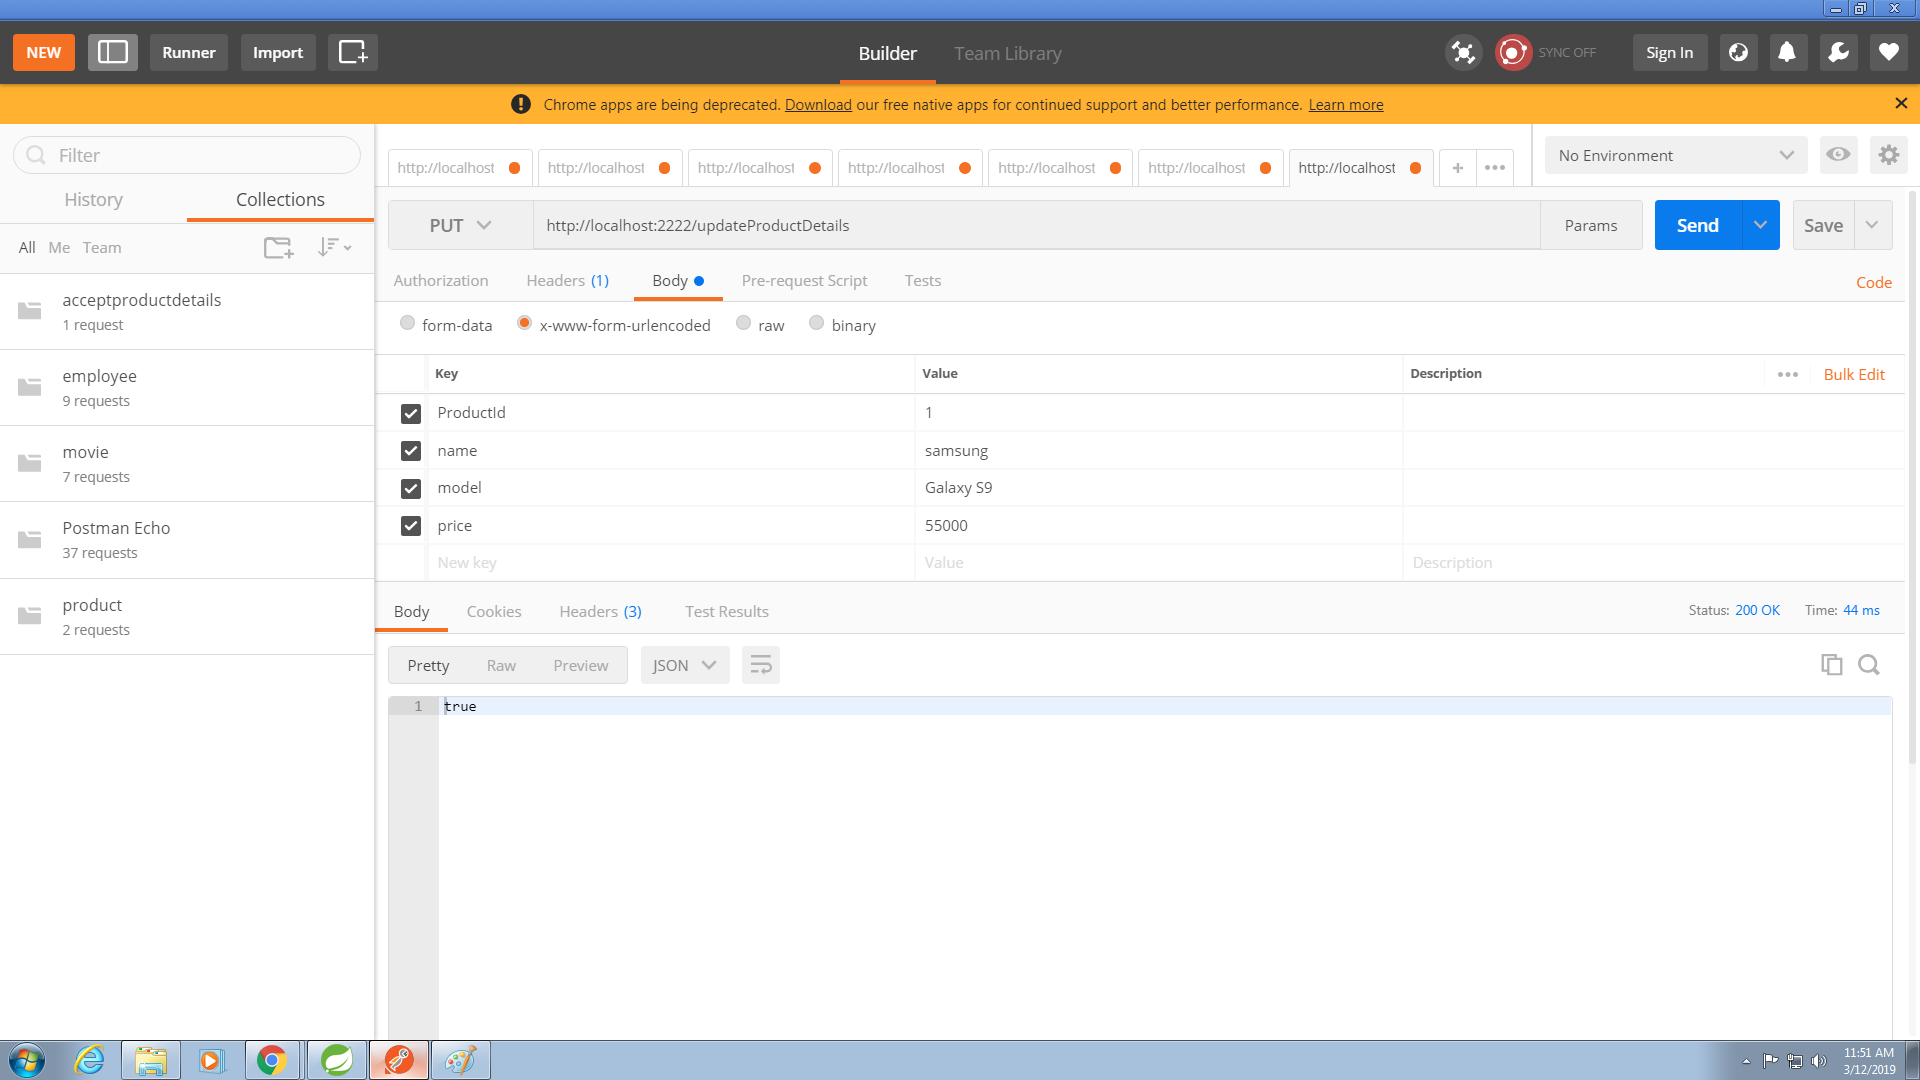 NEW Runner Import Builder Team Library SYNC OFF Sign In
Chrome apps are being deprecated. Download our free native apps for continued support and better performance. Learn more
Filter
History Collections
All Me Team
acceptproductdetails
1 request
employee
9 requests
movie
7 requests
Postman Echo
37 requests
product
2 requests
http://localhost http://localhost http://localhost http://localhost http://localhost http://localhost http://localhost + No Environment
PUT http://localhost:2222/updateProductDetails Params Send Save
Authorization Headers (1) Body Pre-request Script Tests Code
form-data x-www-form-urlencoded raw binary
Key Value Description Bulk Edit
ProductId 1
name samsung
model Galaxy S9
price 55000
New key Value Description
Body Cookies Headers (3) Test Results Status: 200 OK Time: 44 ms
Pretty Raw Preview JSON
1 true
11:51 AM
3/12/2019